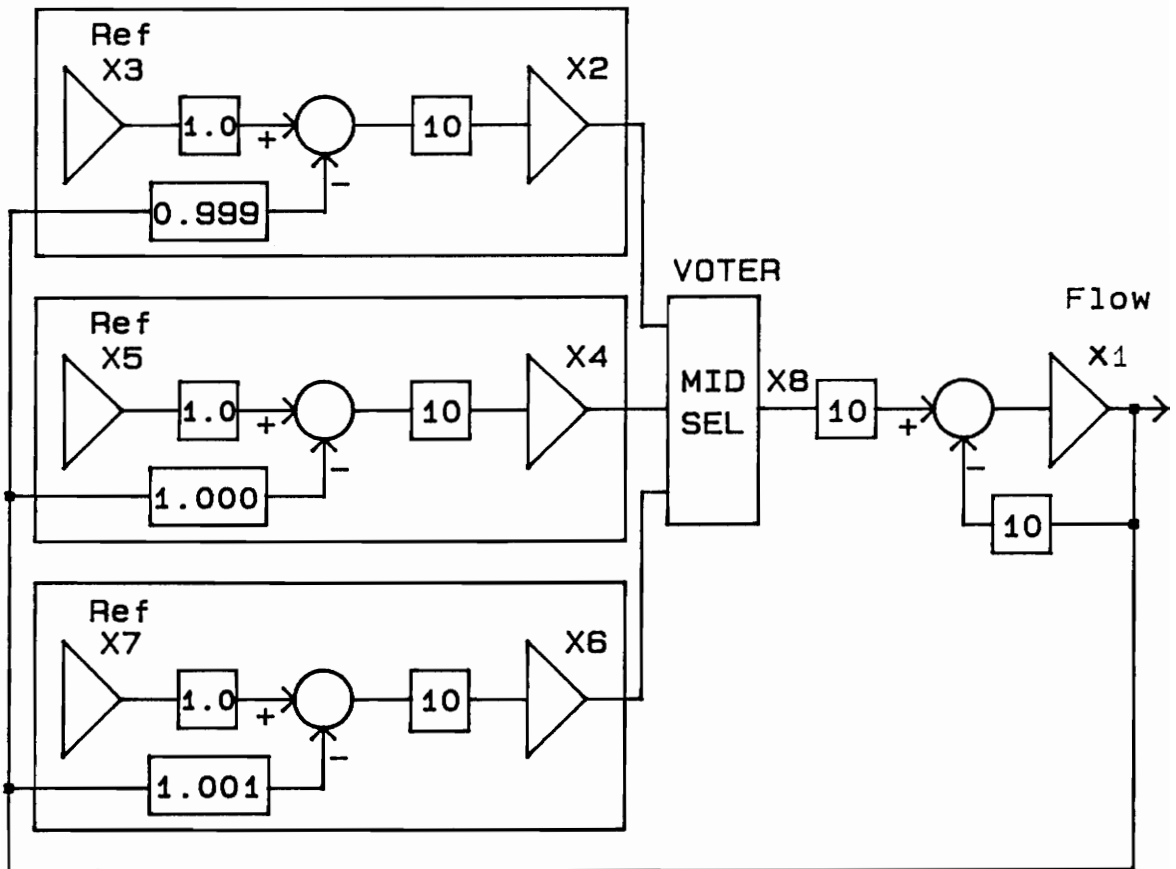 Ref
X3
1.0
+
-
0.999
10
X2
Ref
X5
1.0
+
-
1.000
10
X4
Ref
X7
1.0
+
-
1.001
10
X6
VOTER
MID
SEL
X8
10
+
-
10
Flow
X1